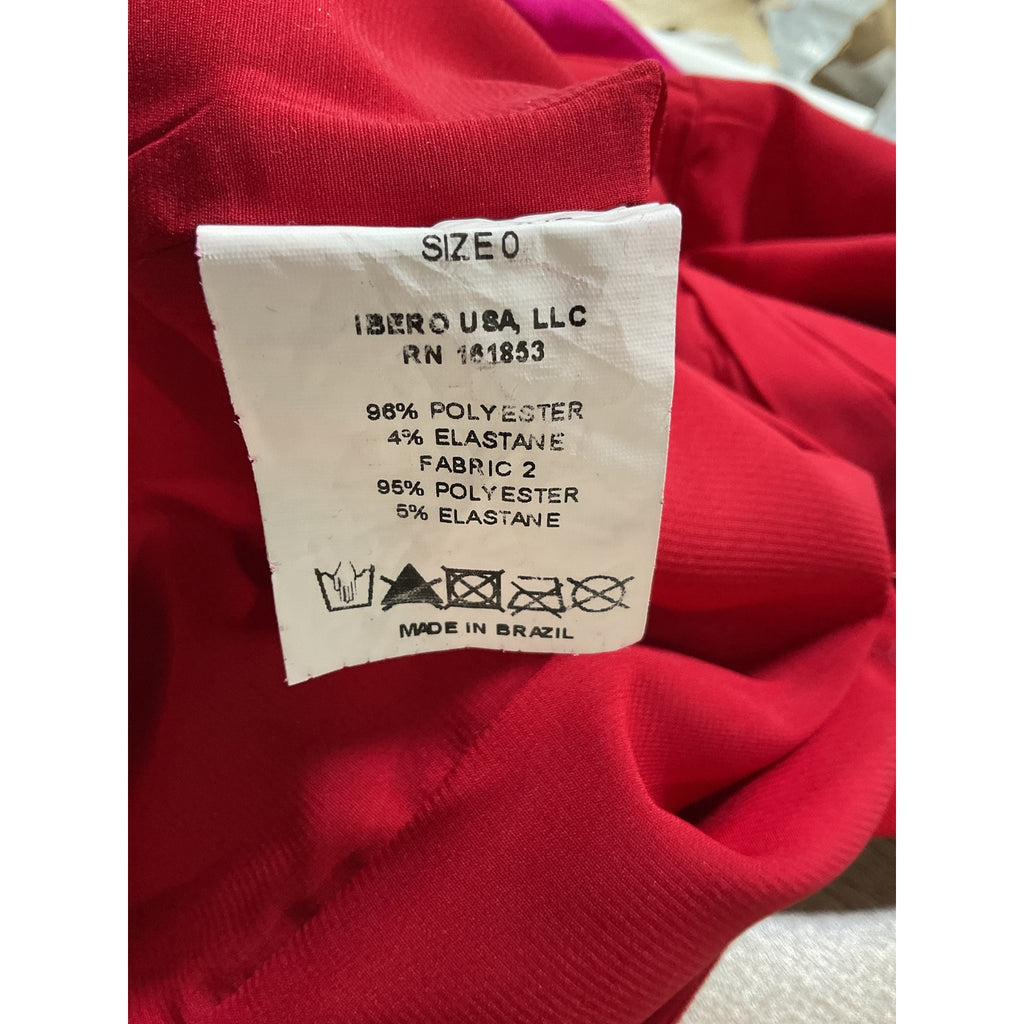 SIZE 0
IBERO USA, LLC
RN 161853
96% POLYESTER
4% ELASTANE
FABRIC 2
95% POLYESTER
5% ELASTANE
MADE IN BRAZIL